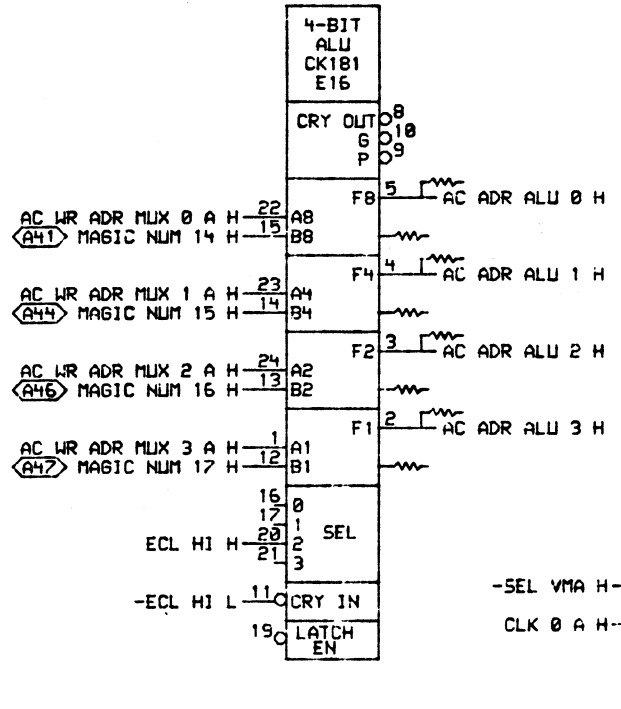 4-BIT
ALU
CK181
E16
CRY OUT 8
G 10
P 9
F8 5 AC ADR ALU 0 H
AC WR ADR MUX 0 A H 22 A8
A41 MAGIC NUM 14 H 15 B8
F4 4 AC ADR ALU 1 H
AC WR ADR MUX 1 A H 23 A4
A44 MAGIC NUM 15 H 14 B4
F2 3 AC ADR ALU 2 H
AC WR ADR MUX 2 A H 24 A2
A46 MAGIC NUM 16 H 13 B2
F1 2 AC ADR ALU 3 H
AC WR ADR MUX 3 A H 1 A1
A47 MAGIC NUM 17 H 12 B1
16 0
17 1
SEL
ECL HI H 20 2
21 3
-SEL VMA H
-ECL HI L 11 CRY IN
CLK 0 A H
19 LATCH
EN